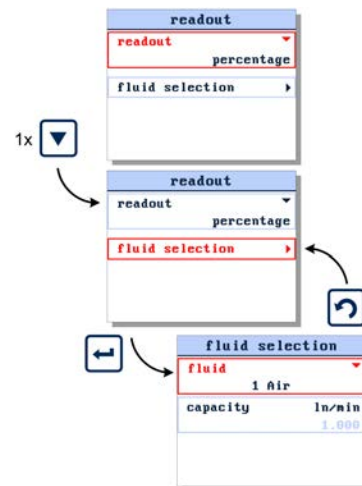 readout
readout
percentage
fluid selection
1x
readout
readout
percentage
fluid selection
fluid selection
fluid
1 Air
capacity ln/min
1.000